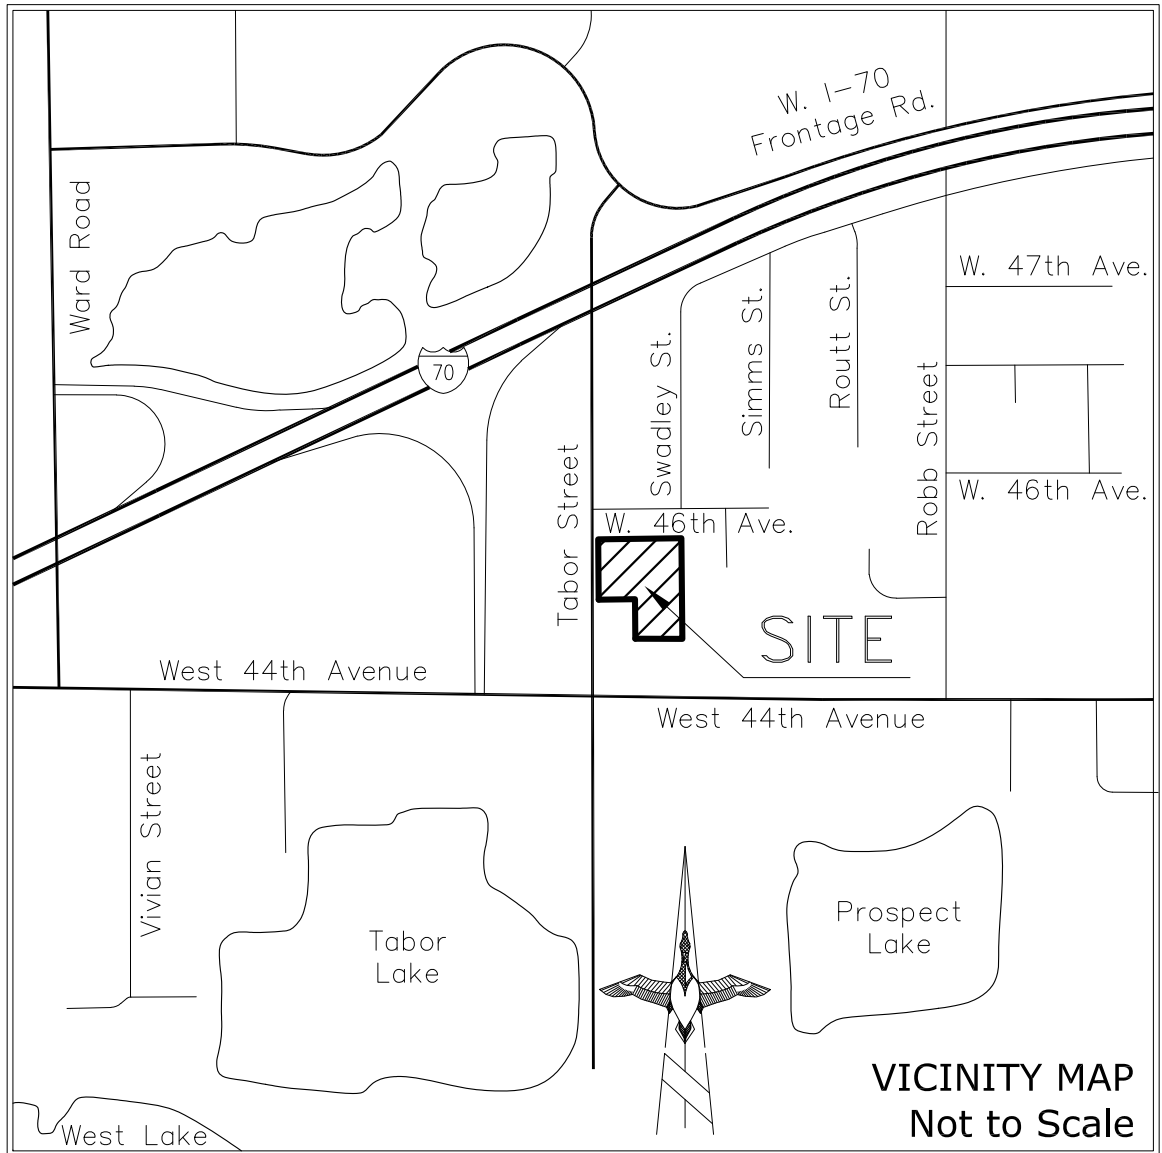 W. I-70
Frontage Rd.
Ward Road
W. 47th Ave.
70
Swadley St.
Simms St.
Routt St.
Robb Street
Tabor Street
W. 46th Ave.
W. 46th Ave.
SITE
West 44th Avenue
West 44th Avenue
Vivian Street
Tabor
Lake
Prospect
Lake
West Lake
VICINITY MAP
Not to Scale